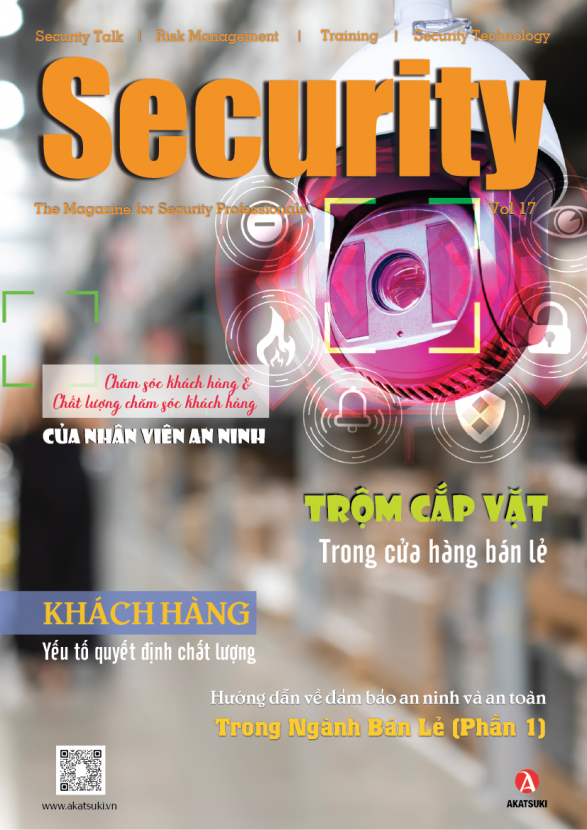 Security Talk | Risk Management | Training | Security Technology
Security
The Magazine for Security Professionals
Vol 17
Chăm sóc khách hàng &
Chất lượng chăm sóc khách hàng
CỦA NHÂN VIÊN AN NINH
TRỘM CẮP VẶT
Trong cửa hàng bán lẻ
KHÁCH HÀNG
Yếu tố quyết định chất lượng
Hướng dẫn về đảm bảo an ninh và an toàn
Trong Ngành Bán Lẻ (Phần 1)
www.akatsuki.vn
AKATSUKI